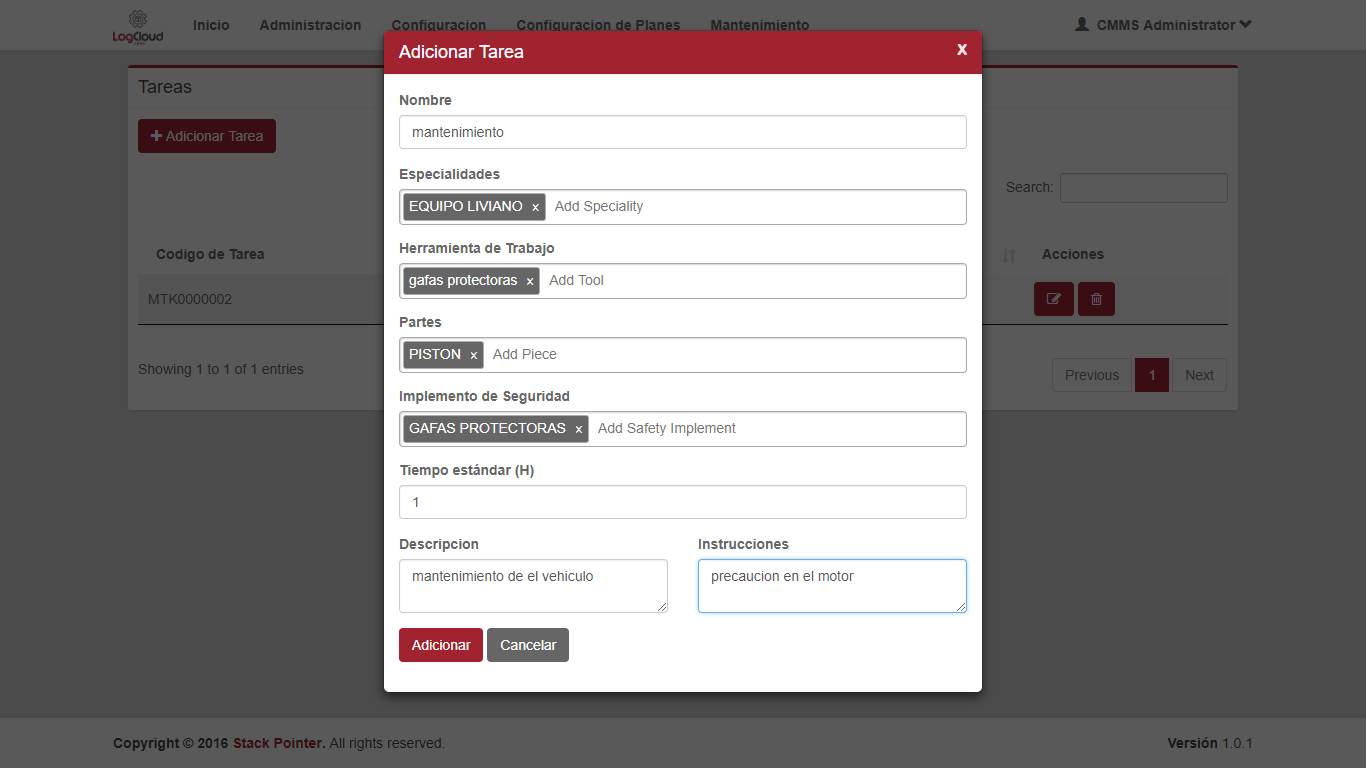 LogCloud Inicio Administracion Configuracion Configuracion de Planes Mantenimiento CMMS Administrator
Adicionar Tarea x
Tareas
Nombre
+ Adicionar Tarea
mantenimiento
Especialidades
Search:
EQUIPO LIVIANO x Add Speciality
Herramienta de Trabajo
Codigo de Tarea Acciones
gafas protectoras x Add Tool
MTK0000002
Partes
PISTON x Add Piece
Showing 1 to 1 of 1 entries Previous 1 Next
Implemento de Seguridad
GAFAS PROTECTORAS x Add Safety Implement
Tiempo estándar (H)
1
Descripcion Instrucciones
mantenimiento de el vehiculo precaucion en el motor
Adicionar Cancelar
Copyright © 2016 Stack Pointer. All rights reserved. Versión 1.0.1